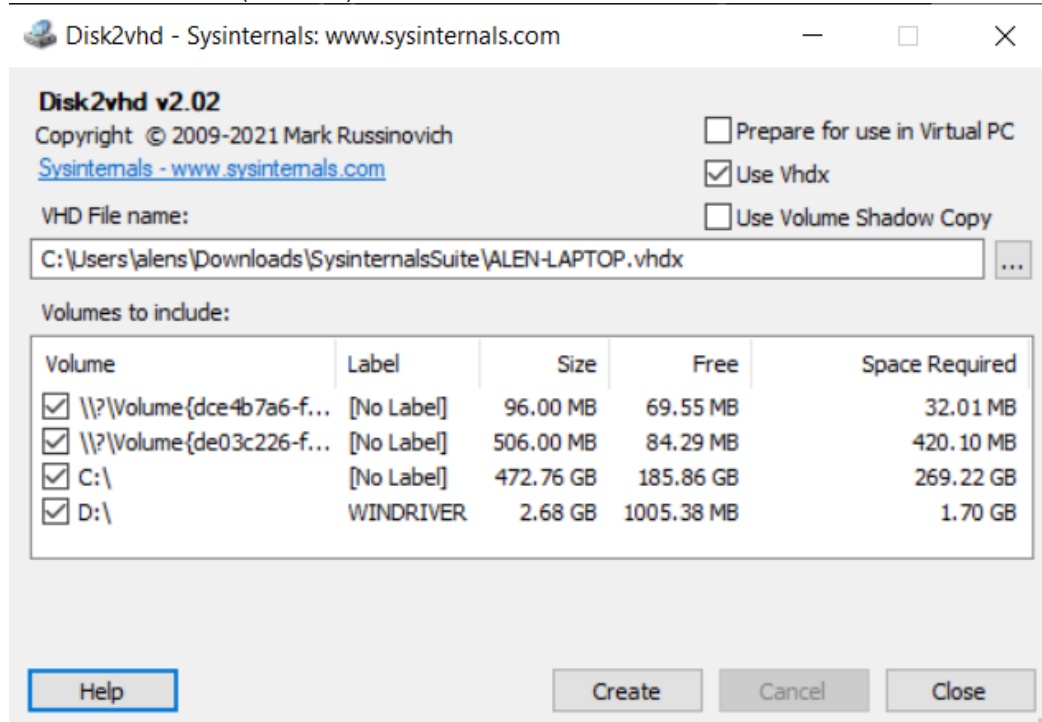 Disk2vhd - Sysinternals: www.sysinternals.com
Disk2vhd v2.02
Copyright © 2009-2021 Mark Russinovich
Sysinternals - www.sysinternals.com
Prepare for use in Virtual PC
Use Vhdx
Use Volume Shadow Copy
VHD File name:
C:\Users\alens\Downloads\SysinternalsSuite\ALEN-LAPTOP.vhdx
...
Volumes to include:
Volume Label Size Free Space Required
\\?\Volume{dce4b7a6-f... [No Label] 96.00 MB 69.55 MB 32.01 MB
\\?\Volume{de03c226-f... [No Label] 506.00 MB 84.29 MB 420.10 MB
C:\ [No Label] 472.76 GB 185.86 GB 269.22 GB
D:\ WINDRIVER 2.68 GB 1005.38 MB 1.70 GB
Help Create Cancel Close